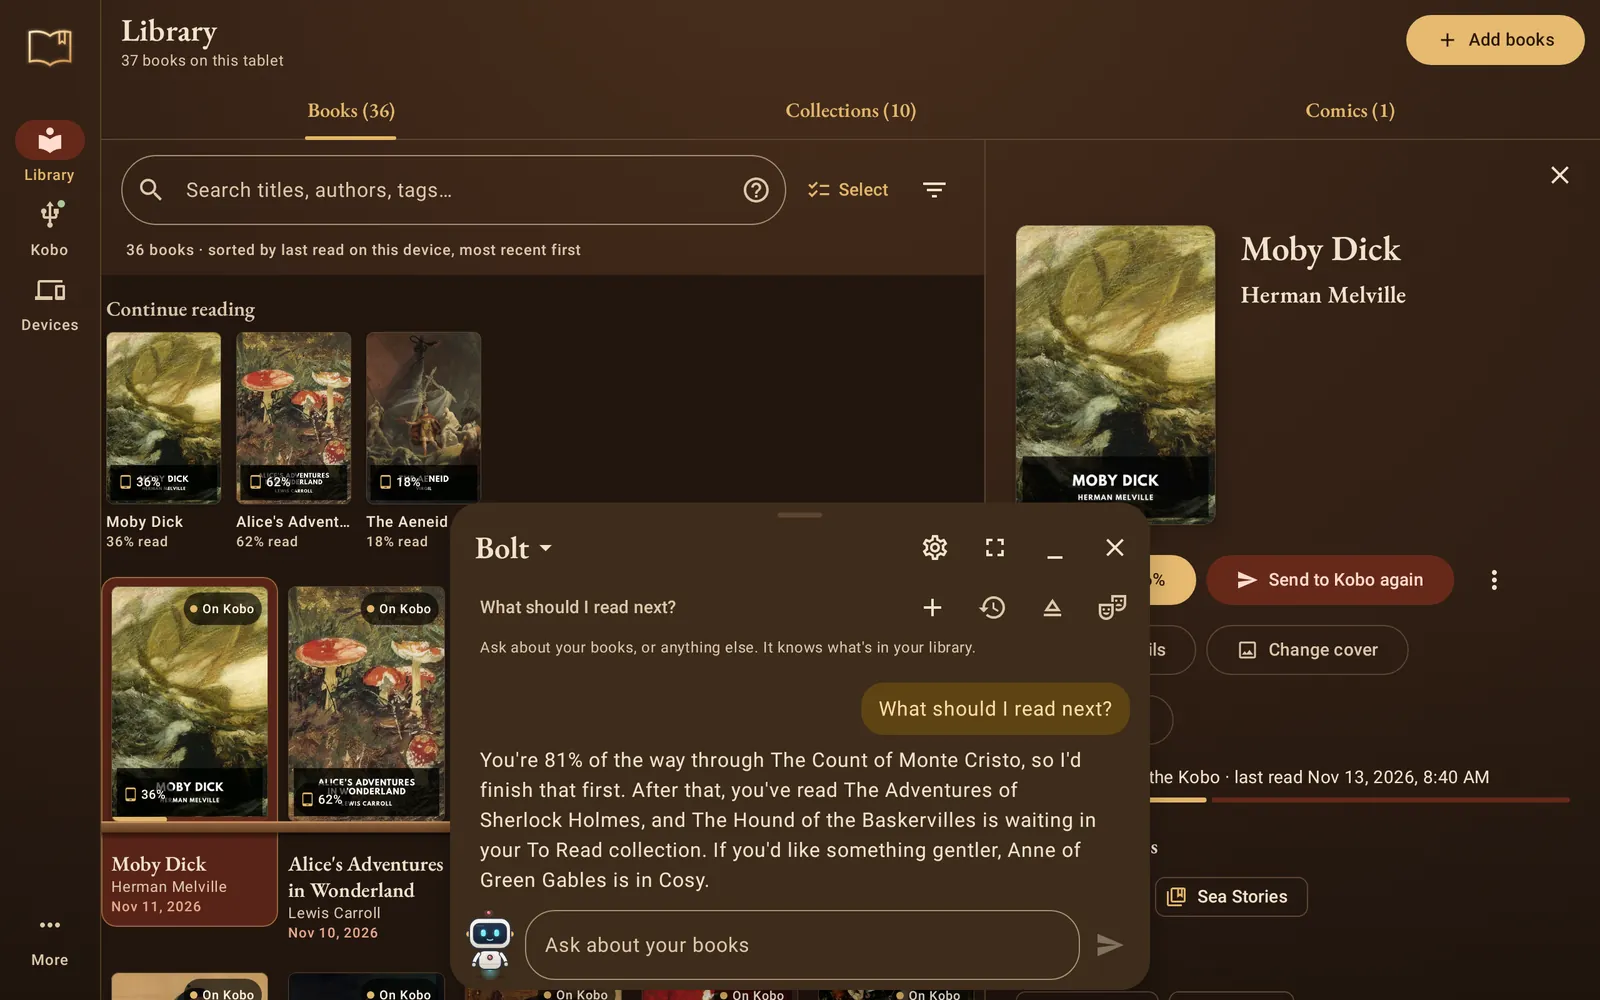 Library
37 books on this tablet
Add books
Books (36)
Collections (10)
Comics (1)
Library
Kobo
Devices
More
Search titles, authors, tags...
Select
36 books · sorted by last read on this device, most recent first
Continue reading
36% DICK
62%
18% NEID
Moby Dick
36% read
Alice's Advent...
62% read
The Aeneid
18% read
On Kobo
36% MOBY DICK
HERMAN MELVILLE
Moby Dick
Herman Melville
Nov 11, 2026
On Kobo
ALICE'S ADVENTURES
IN WONDERLAND
62% LEWIS CARROLL
Alice's Adventures
in Wonderland
Lewis Carroll
Nov 10, 2026
On Kobo
On Kobo
On Kobo
On Kobo
On Kobo
MOBY DICK
HERMAN MELVILLE
Moby Dick
Herman Melville
%
Send to Kobo again
ils
Change cover
the Kobo · last read Nov 13, 2026, 8:40 AM
s
Sea Stories
Bolt
What should I read next?
Ask about your books, or anything else. It knows what's in your library.
What should I read next?
You're 81% of the way through The Count of Monte Cristo, so I'd
finish that first. After that, you've read The Adventures of
Sherlock Holmes, and The Hound of the Baskervilles is waiting in
your To Read collection. If you'd like something gentler, Anne of
Green Gables is in Cosy.
Ask about your books